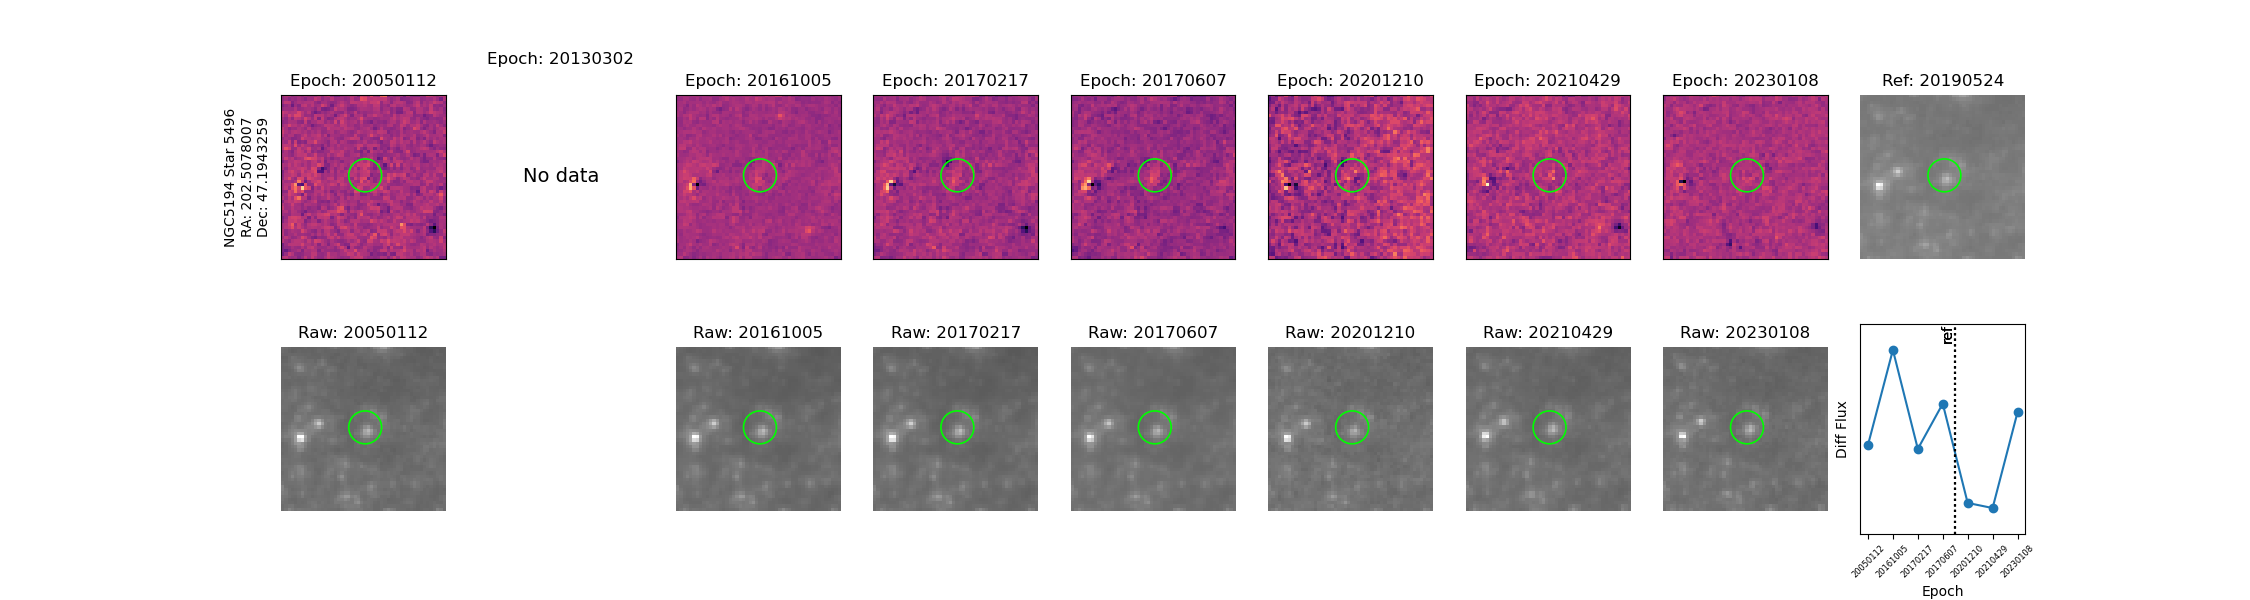 Epoch: 20130302
Epoch: 20050112
Epoch: 20161005
Epoch: 20170217
Epoch: 20170607
Epoch: 20201210
Epoch: 20210429
Epoch: 20230108
Ref: 20190524
NGC5194 Star 5496
RA: 202.5078007
Dec: 47.1943259
No data
Raw: 20050112
Raw: 20161005
Raw: 20170217
Raw: 20170607
Raw: 20201210
Raw: 20210429
Raw: 20230108
ref
Diff Flux
20050112
20161005
20170217
20170607
20201210
20210429
20230108
Epoch